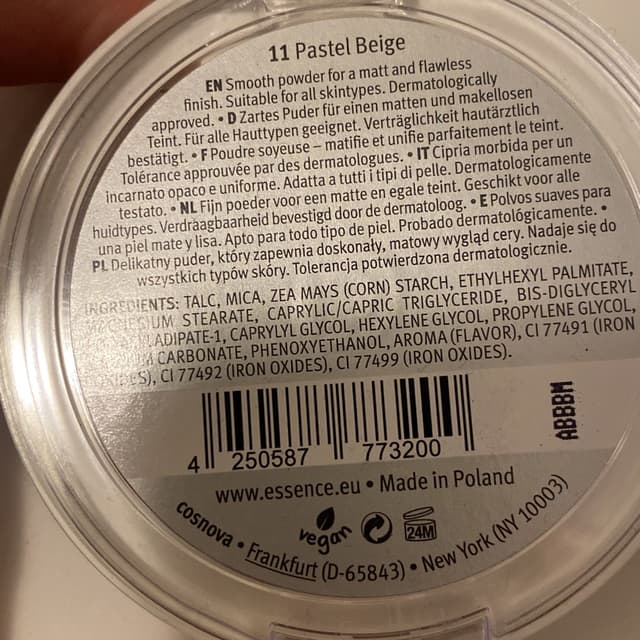 11 Pastel Beige
EN Smooth powder for a matt and flawless
finish. Suitable for all skintypes. Dermatologically
approved. • D Zartes Puder für einen matten und makellosen
Teint. Für alle Hauttypen geeignet. Verträglichkeit hautärztlich
bestätigt. • F Poudre soyeuse – matifie et unifie parfaitement le teint.
Tolérance approuvée par des dermatologues. • IT Cipria morbida per un
incarnato opaco e uniforme. Adatta a tutti i tipi di pelle. Dermatologicamente
testato. • NL Fijn poeder voor een matte en egale teint. Geschikt voor alle
huidtypes. Verdraagbaarheid bevestigd door de dermatoloog. • E Polvos suaves para
una piel mate y lisa. Apto para todo tipo de piel. Probado dermatológicamente. •
PL Delikatny puder, który zapewnia doskonały, matowy wygląd cery. Nadaje się do
wszystkich typów skóry. Tolerancja potwierdzona dermatologicznie.
INGREDIENTS: TALC, MICA, ZEA MAYS (CORN) STARCH, ETHYLHEXYL PALMITATE,
STEARATE, CAPRYLIC/CAPRIC TRIGLYCERIDE, BIS-DIGLYCERYL
CAPRYLYL GLYCOL, HEXYLENE GLYCOL, PROPYLENE GLYCOL,
CARBONATE, PHENOXYETHANOL, AROMA (FLAVOR), CI 77491 (IRON
CI 77492 (IRON OXIDES), CI 77499 (IRON OXIDES).
4 250587 773200
ABBBM
www.essence.eu • Made in Poland
vegan
24M
cosnova • Frankfurt (D-65843) • New York (NY 10003)